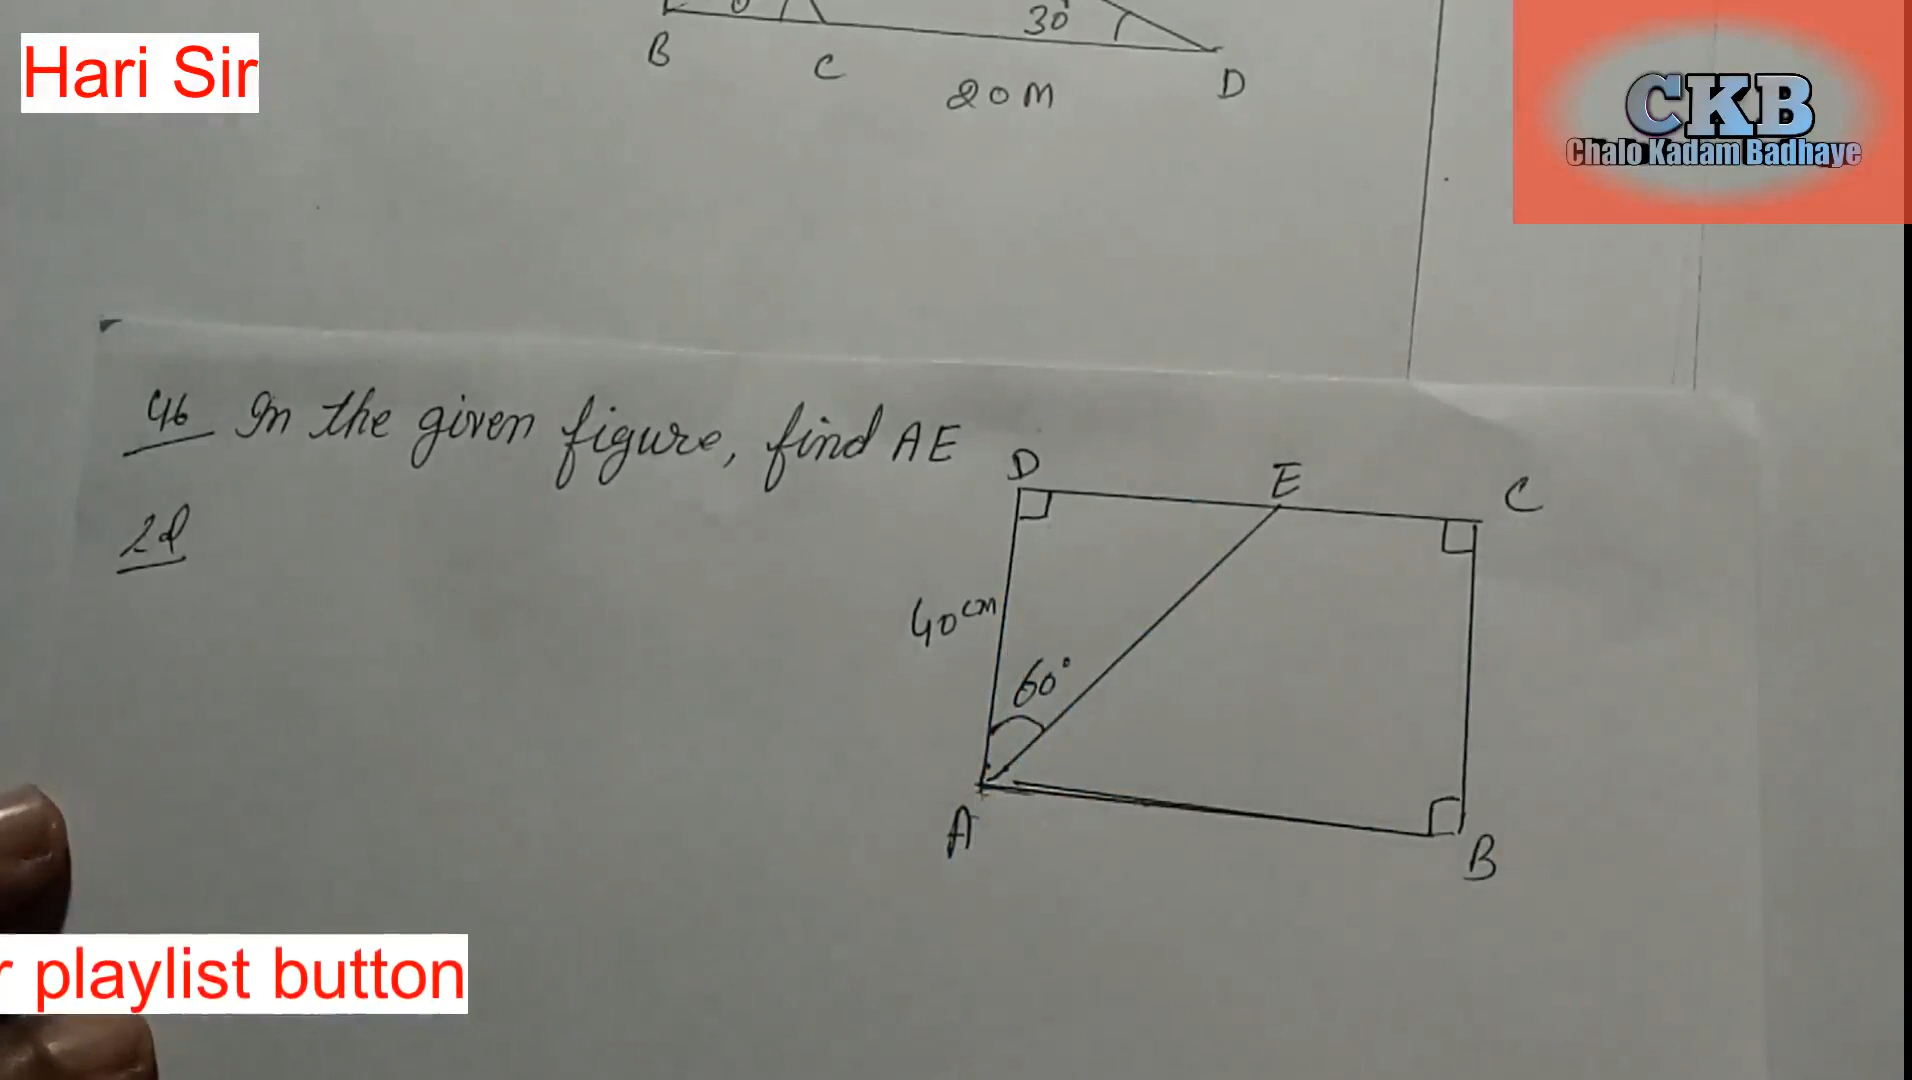 Hari Sir
CKB
Chalo Kadam Badhaye
30°
B
C
20M
D
46 In the given figure, find AE
D
E
C
40cm
60°
A
B
r playlist button